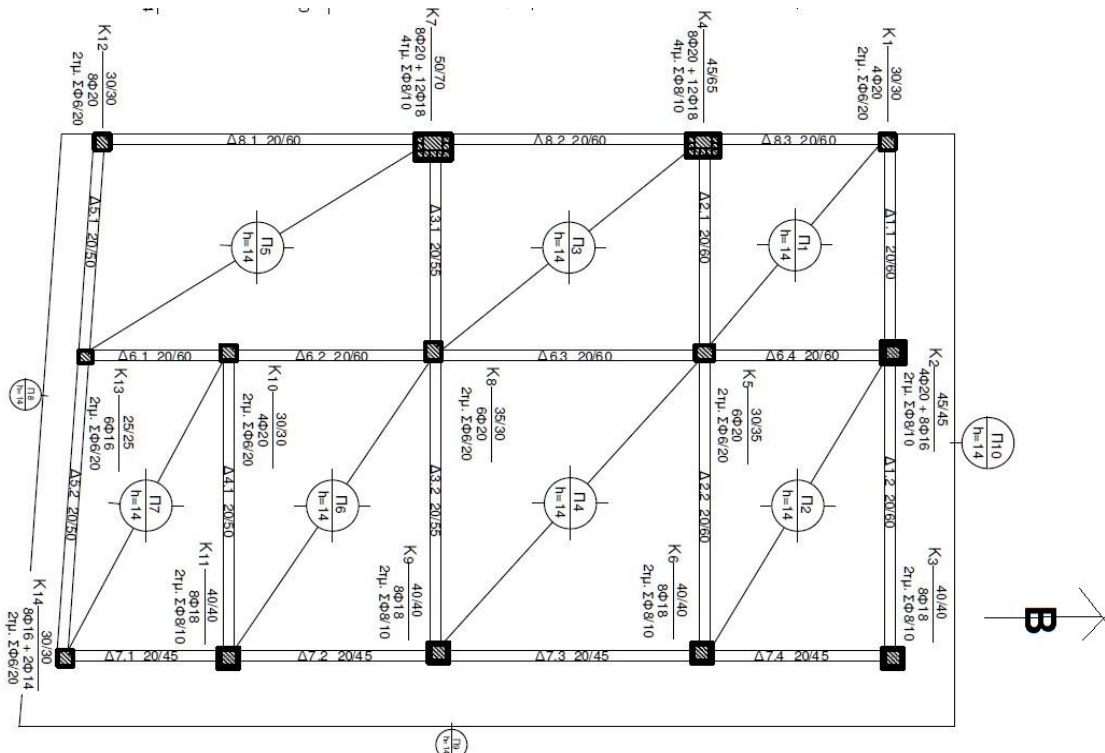 K12
30/30
8Φ20
2τμ. ΣΦ6/20
K7
50/70
8Φ20 + 12Φ18
4τμ. ΣΦ8/10
K4
45/65
8Φ20 + 12Φ18
4τμ. ΣΦ8/10
K1
30/30
4Φ20
2τμ. ΣΦ6/20
Δ8.1 20/60
Δ8.2 20/60
Δ8.3 20/60
Δ5.1 20/50
Π5
h=14
Δ3.1 20/55
Π3
h=14
Δ2.1 20/60
Π1
h=14
Δ1.1 20/60
Δ6.1 20/60
Δ6.2 20/60
Δ6.3 20/60
Δ6.4 20/60
K2
45/45
4Φ20 + 8Φ16
2τμ. ΣΦ8/10
K13
25/25
6Φ16
2τμ. ΣΦ6/20
K10
30/30
4Φ20
2τμ. ΣΦ6/20
K8
35/30
6Φ20
2τμ. ΣΦ6/20
K5
30/35
6Φ20
2τμ. ΣΦ6/20
Π8
h=14
Π10
h=14
Δ5.2 20/50
Π7
h=14
Δ4.1 20/50
Π6
h=14
Δ3.2 20/55
Π4
h=14
Δ2.2 20/60
Π2
h=14
Δ1.2 20/60
K14
30/30
8Φ16 + 2Φ14
2τμ. ΣΦ6/20
K11
40/40
8Φ18
2τμ. ΣΦ8/10
K9
40/40
8Φ18
2τμ. ΣΦ8/10
K6
40/40
8Φ18
2τμ. ΣΦ8/10
K3
40/40
8Φ18
2τμ. ΣΦ8/10
B
Δ7.1 20/45
Δ7.2 20/45
Δ7.3 20/45
Δ7.4 20/45
Π9
h=14